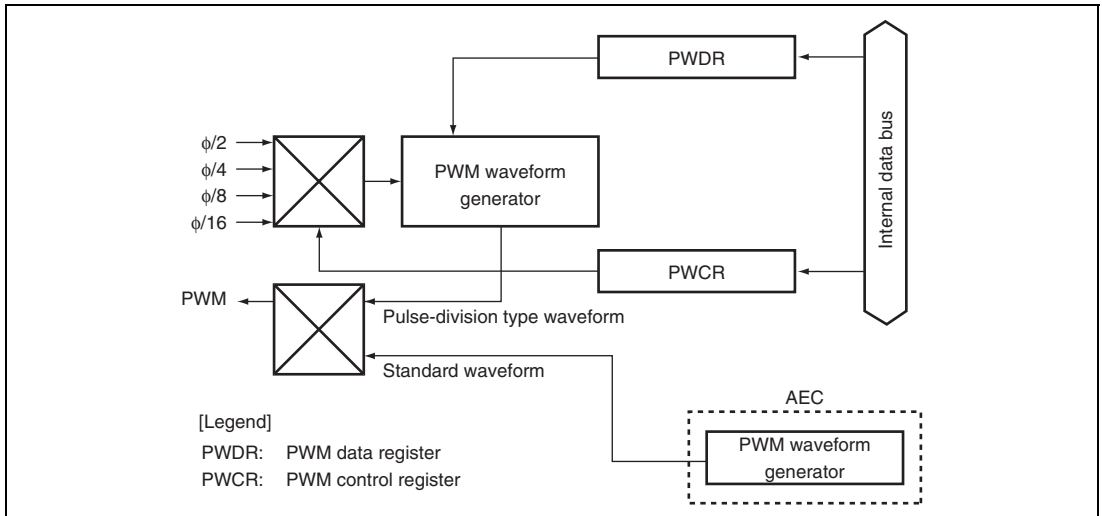 PWDR
Internal data bus
φ/2
φ/4
φ/8
φ/16
PWM waveform
generator
PWCR
PWM
Pulse-division type waveform
Standard waveform
AEC
PWM waveform
generator
[Legend]
PWDR: PWM data register
PWCR: PWM control register